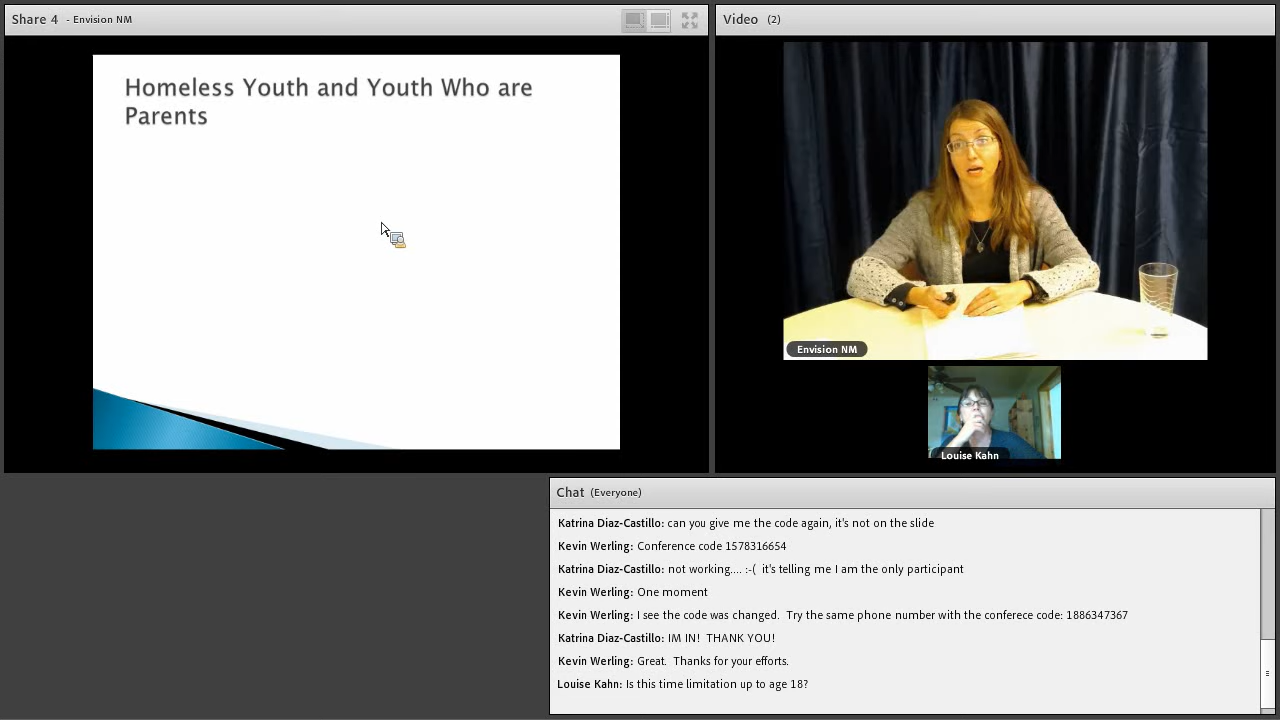 Share 4 - Envision NM
Homeless Youth and Youth Who are
Parents
Video (2)
Envision NM
Louise Kahn
Chat (Everyone)
Katrina Diaz-Castillo: can you give me the code again, it's not on the slide
Kevin Werling: Conference code 1578316654
Katrina Diaz-Castillo: not working.... :-( it's telling me I am the only participant
Kevin Werling: One moment
Kevin Werling: I see the code was changed. Try the same phone number with the conferece code: 1886347367
Katrina Diaz-Castillo: IM IN! THANK YOU!
Kevin Werling: Great. Thanks for your efforts.
Louise Kahn: Is this time limitation up to age 18?